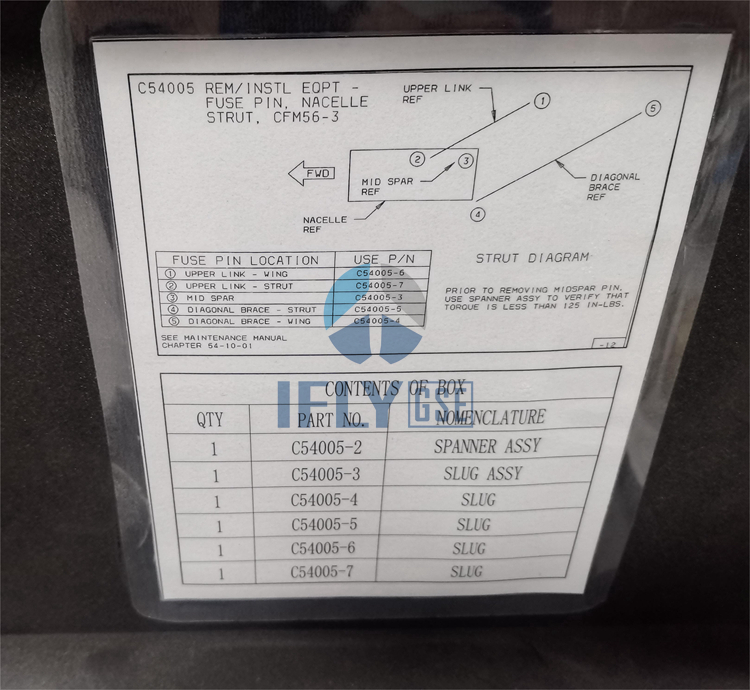 C54005 REM/INSTL EQPT -
FUSE PIN, NACELLE
STRUT, CFM56-3
UPPER LINK
REF
1
5
2
3
FWD
MID SPAR
REF
DIAGONAL
BRACE
REF
4
NACELLE
REF
FUSE PIN LOCATION USE P/N
1 UPPER LINK - WING C54005-6
2 UPPER LINK - STRUT C54005-7
3 MID SPAR C54005-3
4 DIAGONAL BRACE - STRUT C54005-5
5 DIAGONAL BRACE - WING C54005-4
STRUT DIAGRAM
PRIOR TO REMOVING MIDSPAR PIN,
USE SPANNER ASSY TO VERIFY THAT
TORQUE IS LESS THAN 125 IN-LBS.
SEE MAINTENANCE MANUAL
CHAPTER 54-10-01
-12
CONTENTS OF BOX
IFLY GSE
QTY PART NO. NOMENCLATURE
1 C54005-2 SPANNER ASSY
1 C54005-3 SLUG ASSY
1 C54005-4 SLUG
1 C54005-5 SLUG
1 C54005-6 SLUG
1 C54005-7 SLUG